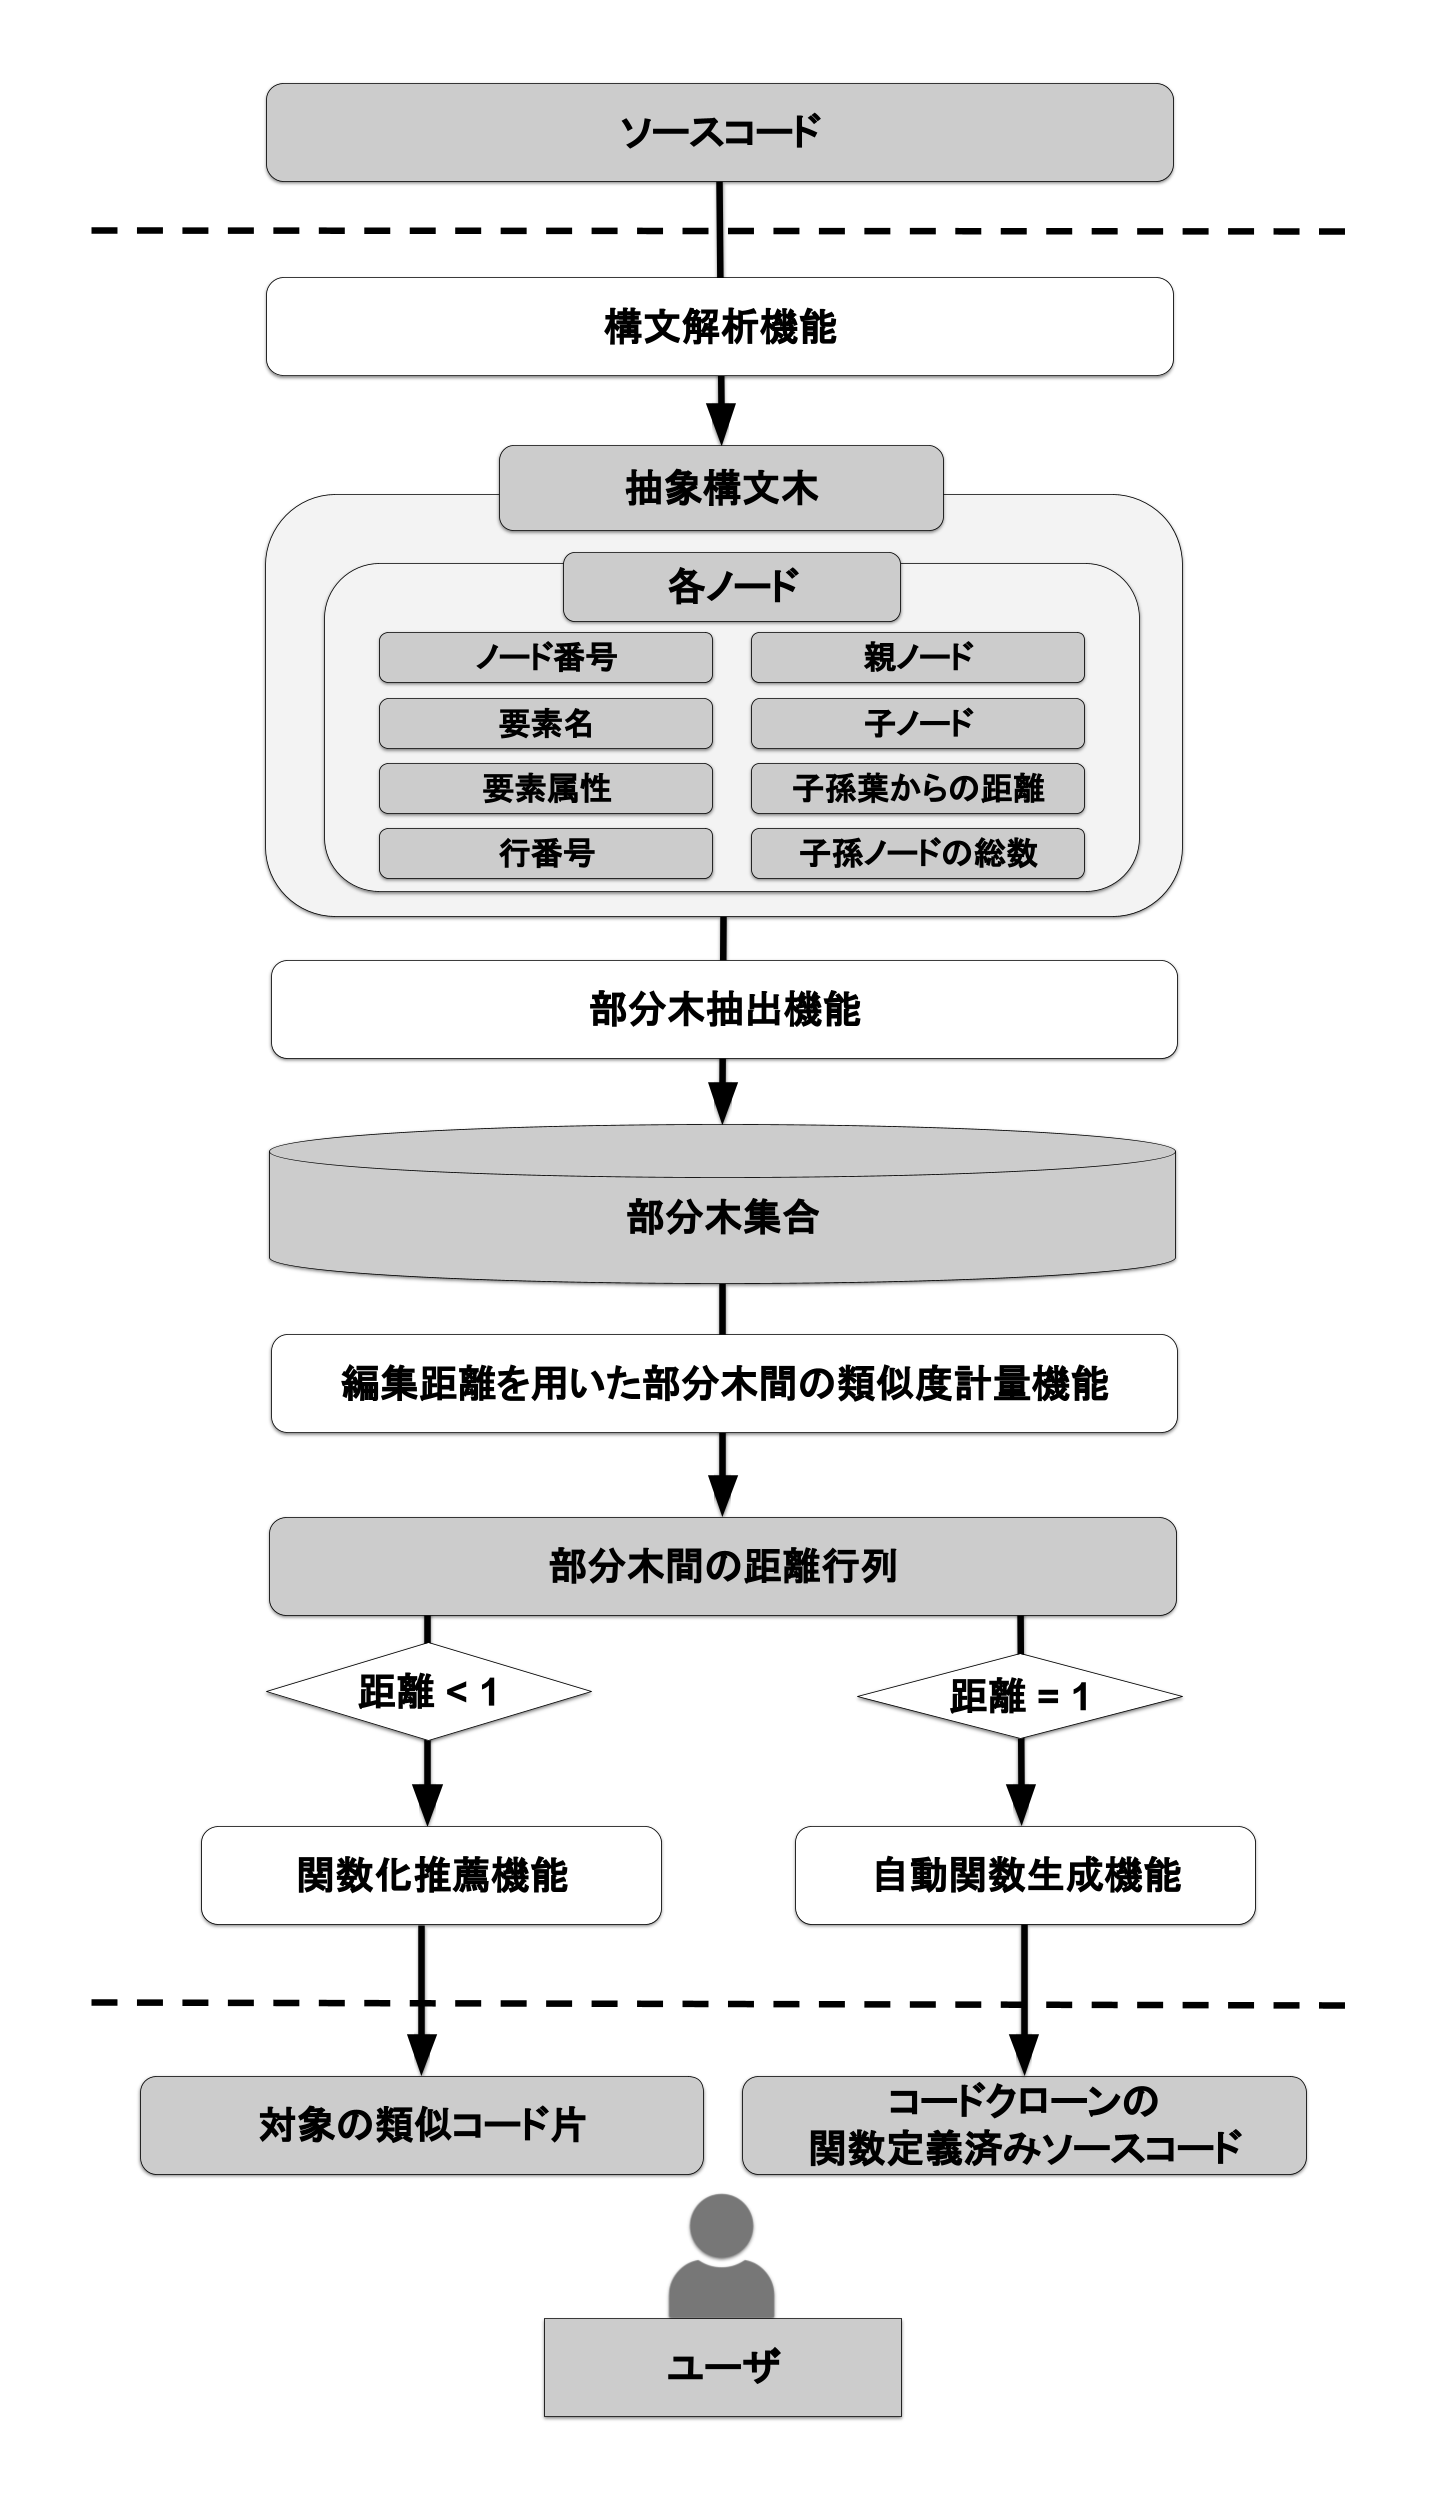 ソースコード
構文解析機能
抽象構文木
各ノード
ノード番号
親ノード
要素名
子ノード
要素属性
子孫葉からの距離
行番号
子孫ノードの総数
部分木抽出機能
部分木集合
編集距離を用いた部分木間の類似度計量機能
部分木間の距離行列
距離 < 1
距離 = 1
関数化推薦機能
自動関数生成機能
対象の類似コード片
コードクローンの
関数定義済みソースコード
ユーザ